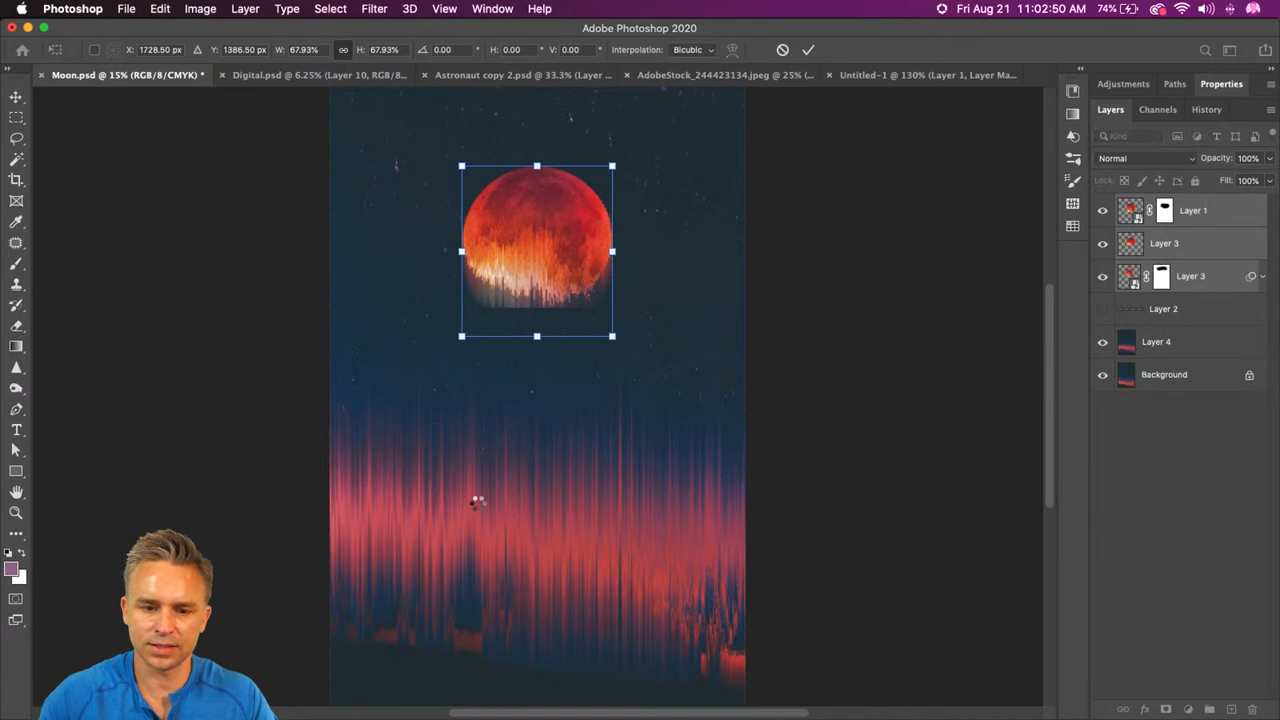 Photoshop File Edit Image Layer Type Select Filter 3D View Window Help Fri Aug 21 11:02:50 AM 74%
Adobe Photoshop 2020
X: 1728.50 px Y: 1386.50 px W: 67.93% H: 67.93% 0.00 ° H: 0.00 ° V: 0.00 ° Interpolation: Bicubic
Moon.psd @ 15% (RGB/8/CMYK) * Digital.psd @ 6.25% (Layer 10, RGB/8... Astronaut copy 2.psd @ 33.3% (Layer ... AdobeStock_244423134.jpeg @ 25% (... Untitled-1 @ 130% (Layer 1, Layer Ma...
Adjustments Paths Properties
Layers Channels History
Kind
Normal Opacity: 100%
Lock: Fill: 100%
Layer 1
Layer 3
Layer 3
Layer 2
Layer 4
Background